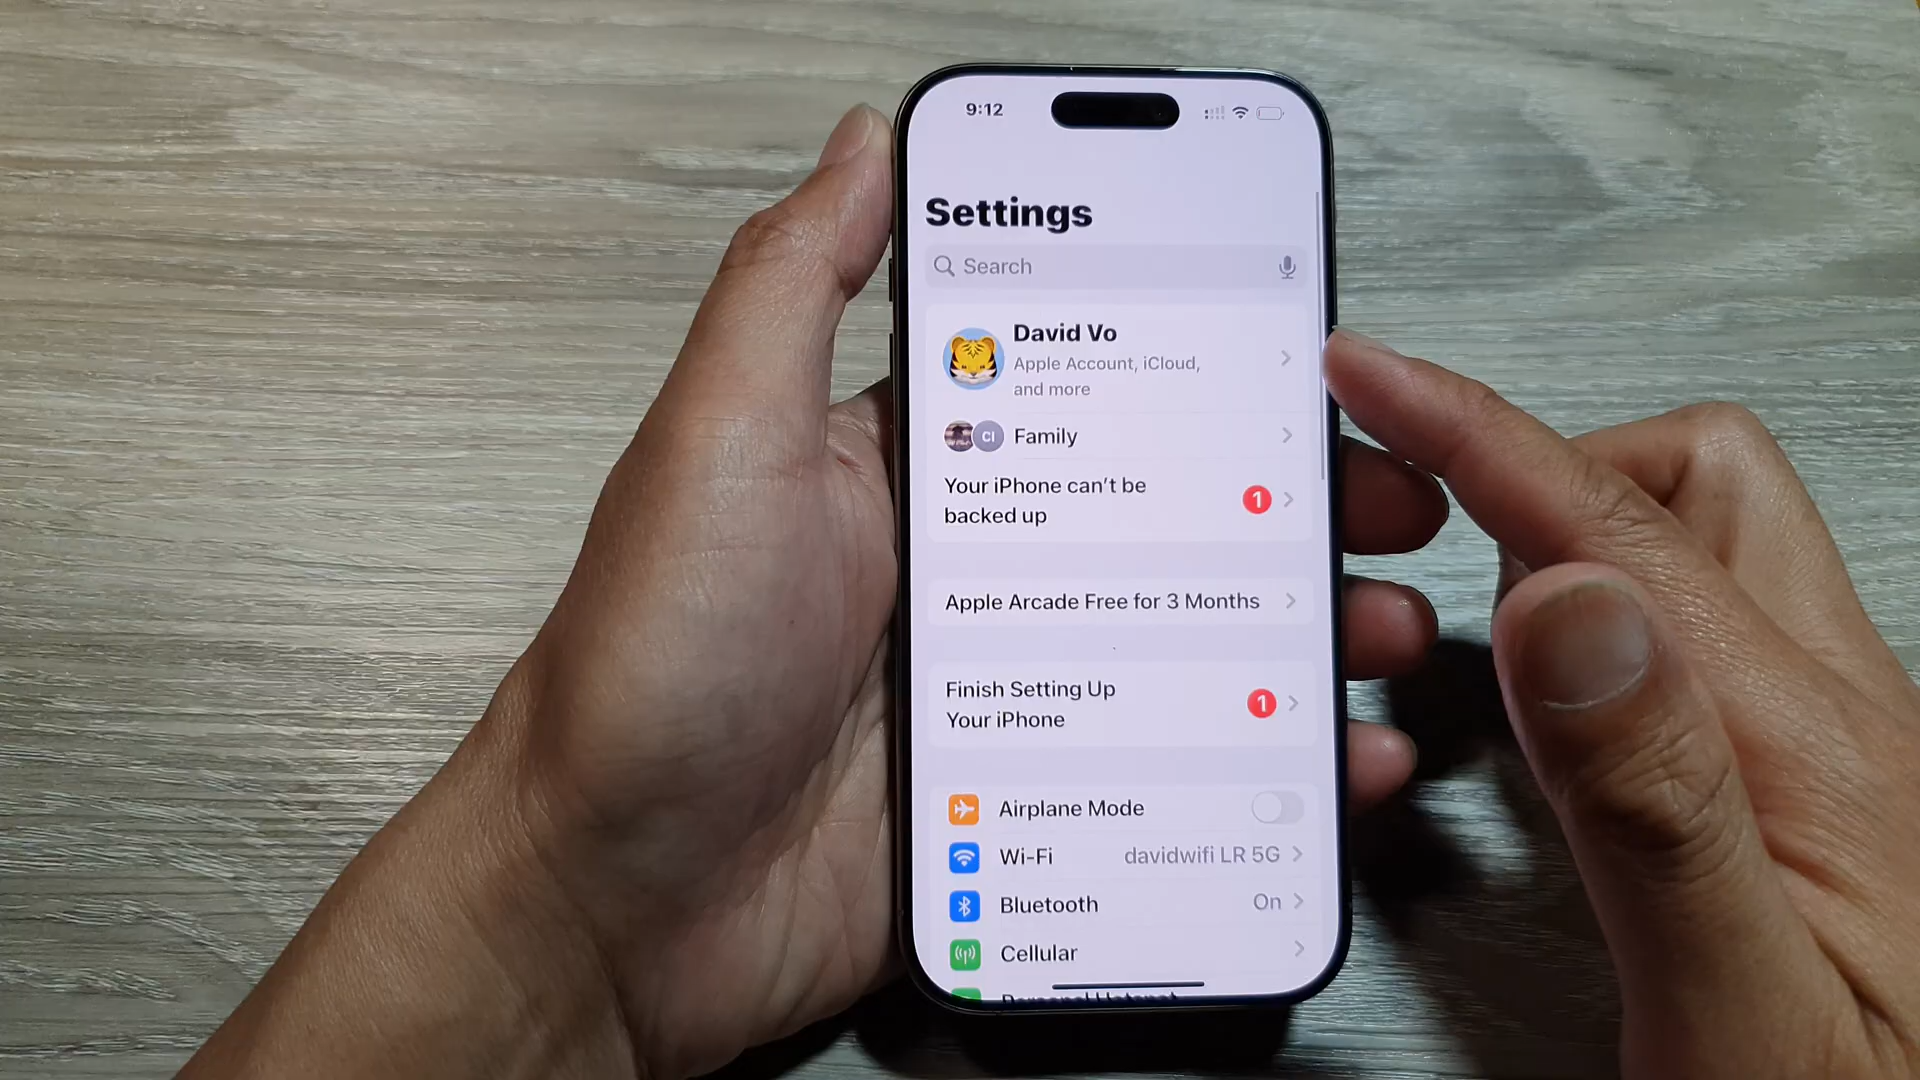 9:12
Settings
Search
David Vo
Apple Account, iCloud,
and more
CI Family
Your iPhone can't be
backed up
1
Apple Arcade Free for 3 Months
Finish Setting Up
Your iPhone
1
Airplane Mode
Wi-Fi davidwifi LR 5G
Bluetooth On
Cellular
Personal Hotspot